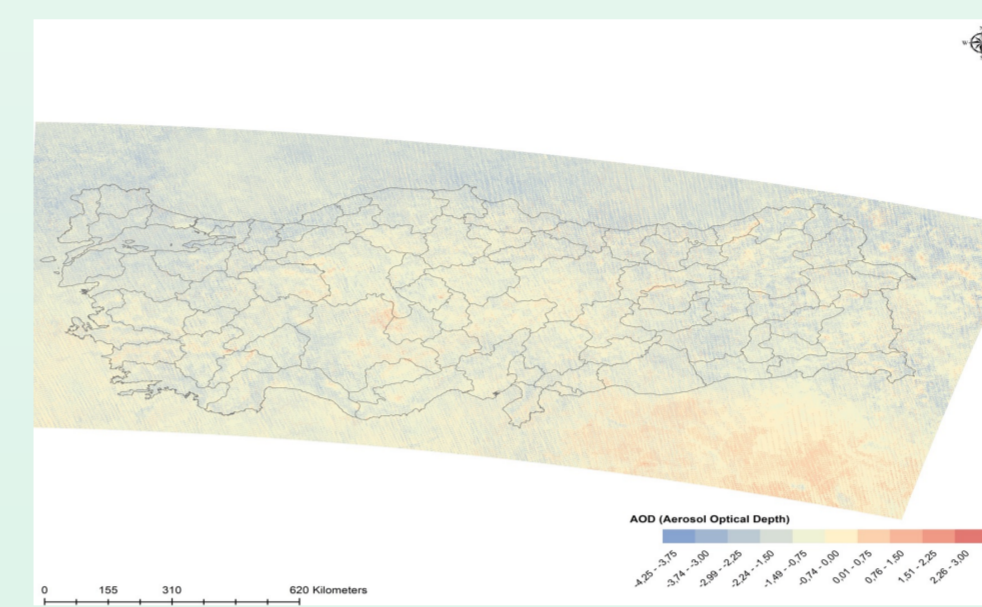 W
AOD (Aerosol Optical Depth)
-4,25 - -3,75
-3,74 - -3,00
-2,99 - -2,25
-2,24 - -1,50
-1,49 - -0,75
-0,74 - 0,00
0,01 - 0,75
0,76 - 1,50
1,51 - 2,25
2,26 - 3,00
0 155 310 620 Kilometers